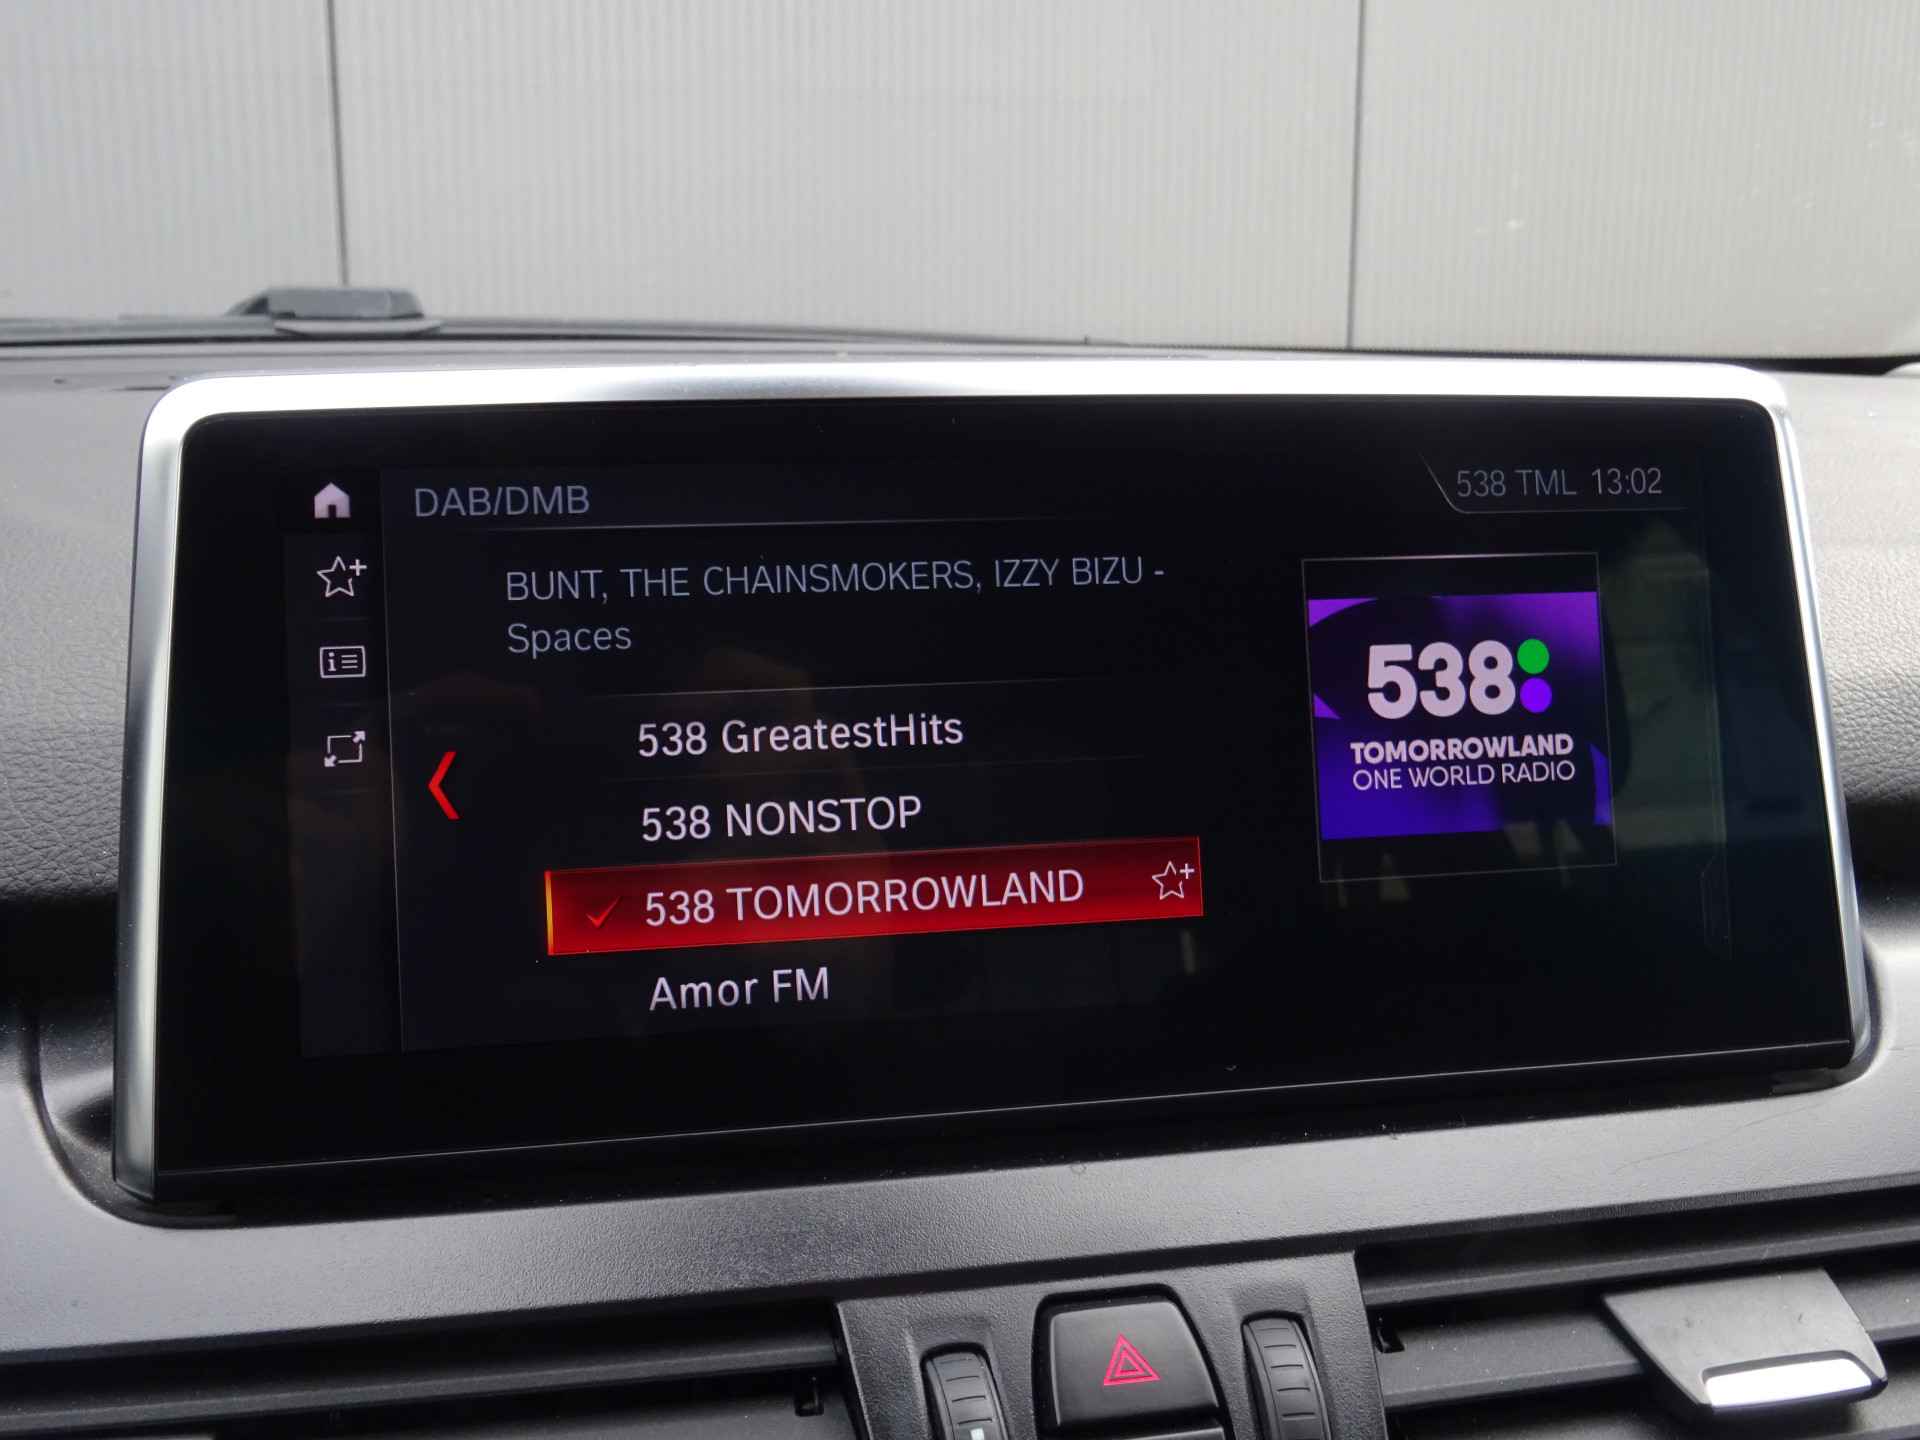 DAB/DMB
538 TML 13:02
BUNT, THE CHAINSMOKERS, IZZY BIZU -
Spaces
538 GreatestHits
538 NONSTOP
538 TOMORROWLAND
Amor FM
538
TOMORROWLAND
ONE WORLD RADIO